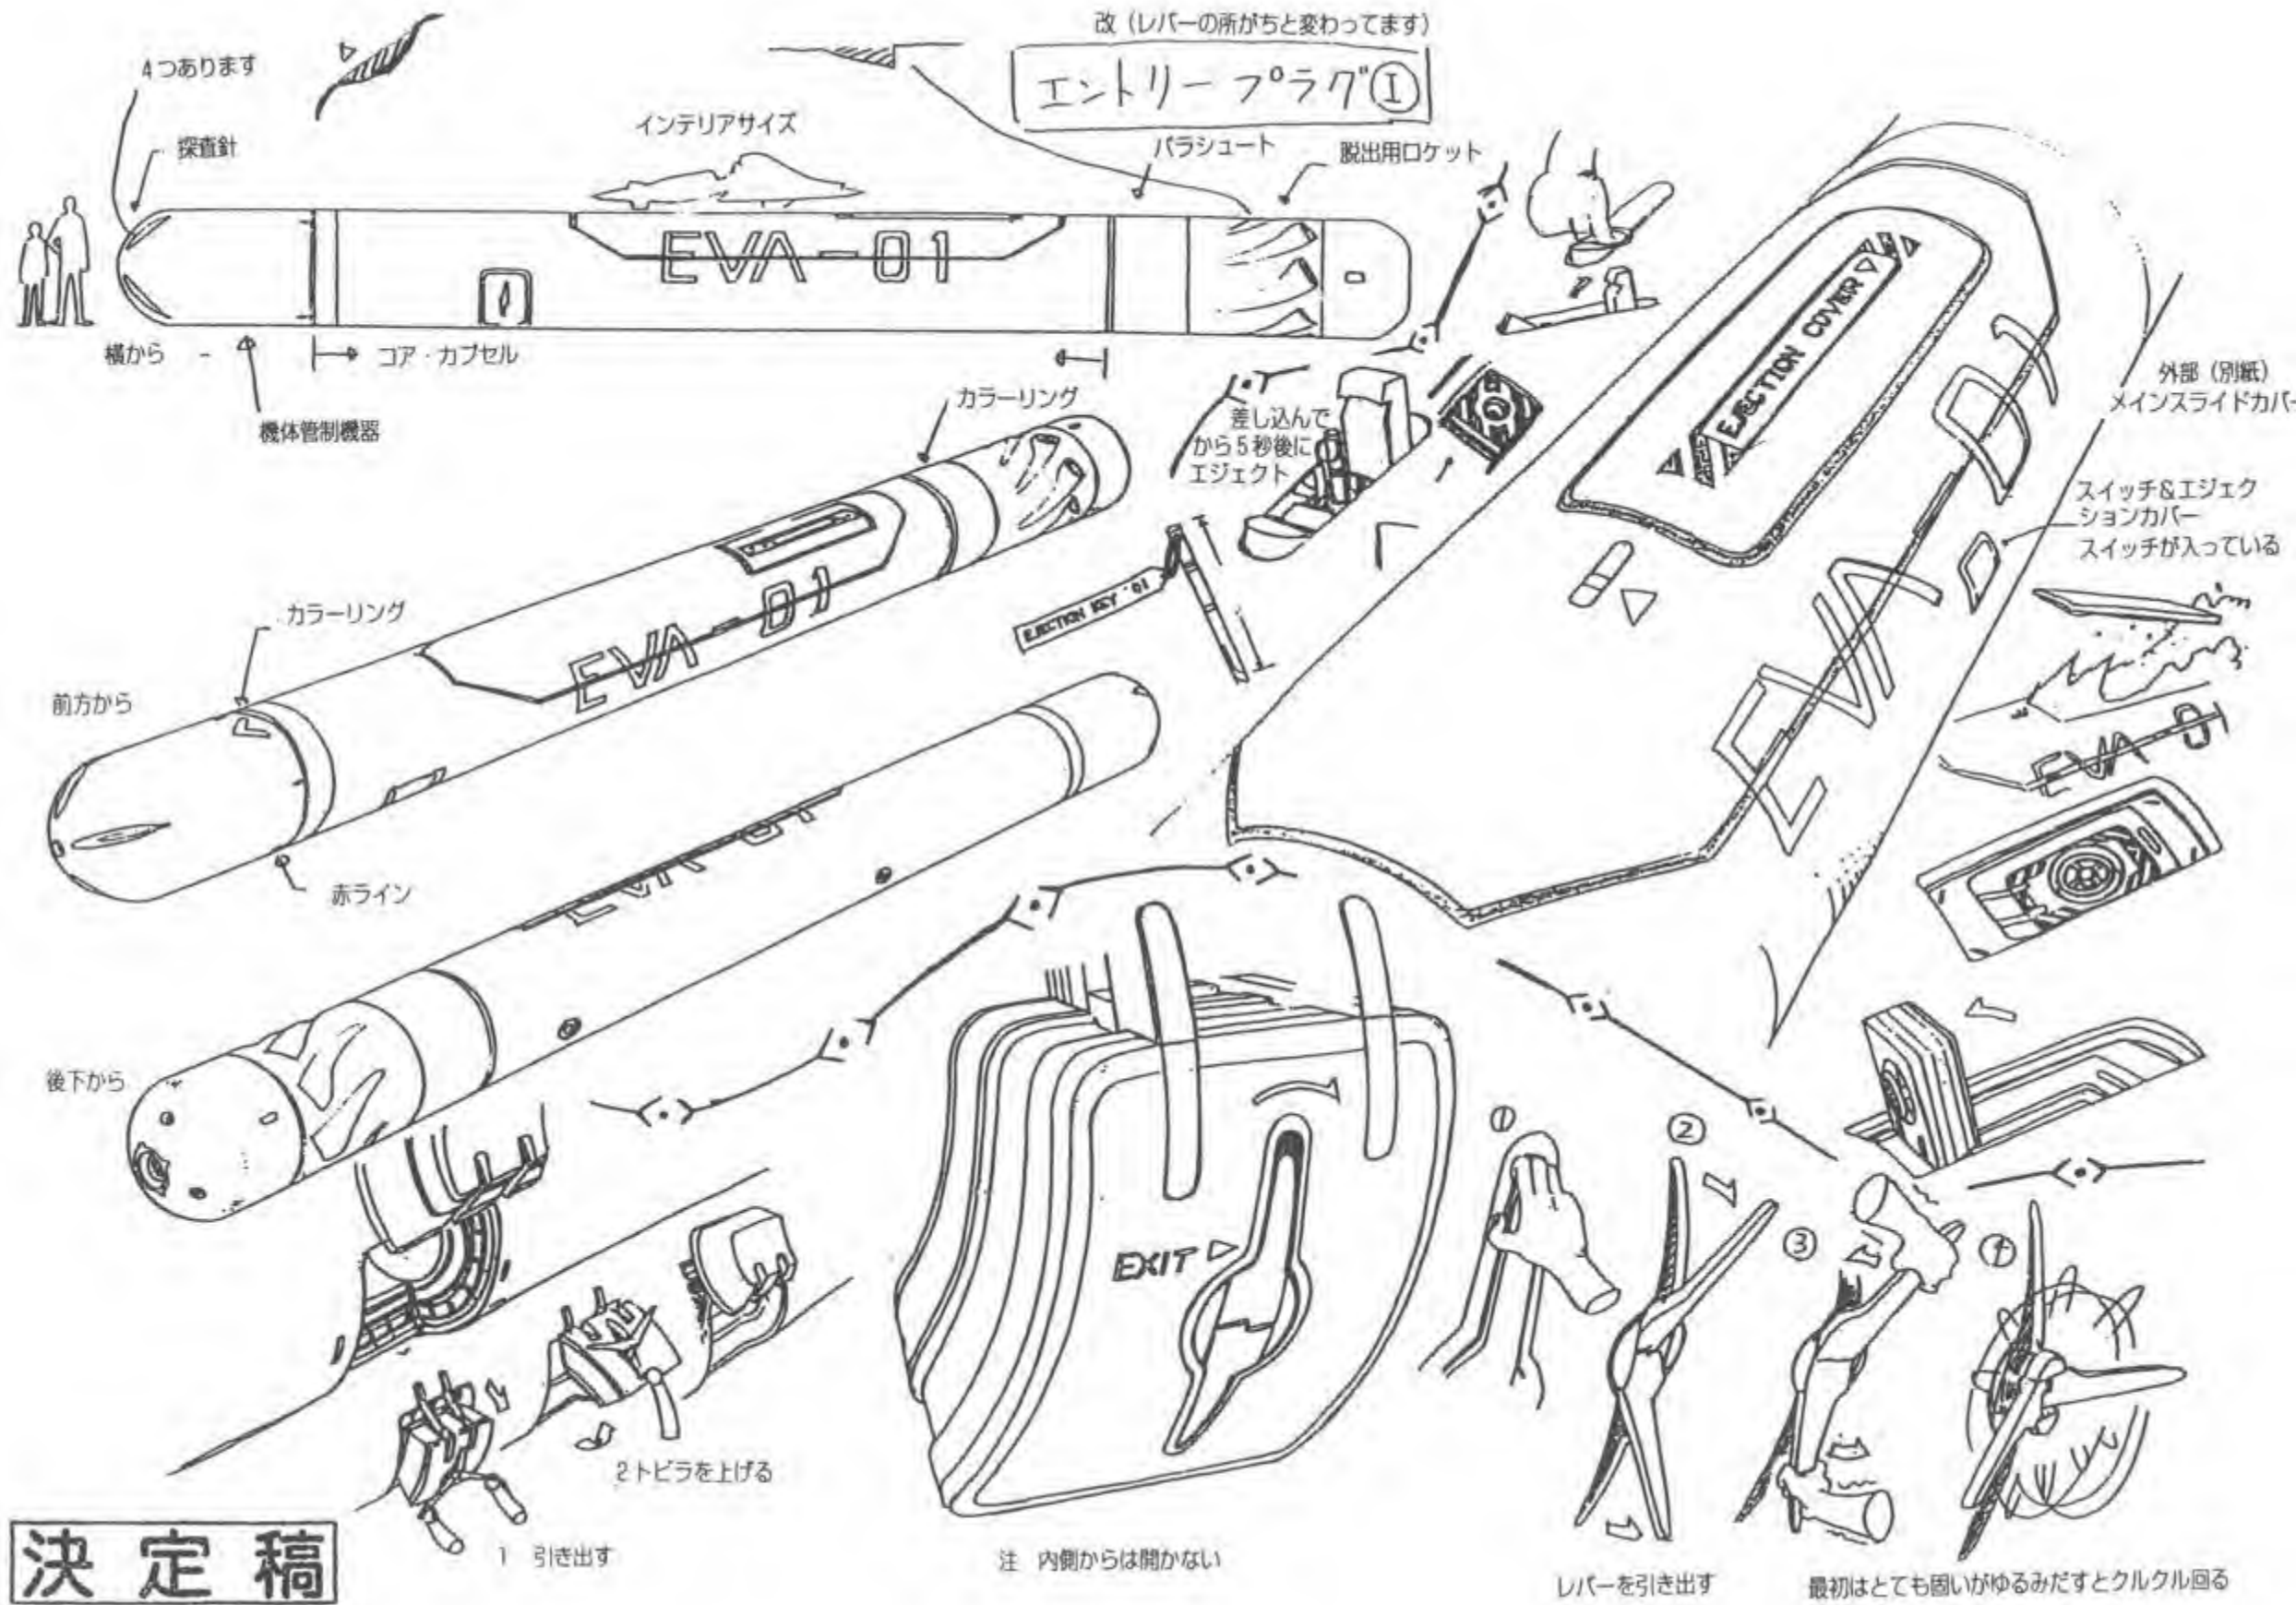 改（レバーの所がちと変わってます）
エントリープラグ①
4つあります
探査針
インテリアサイズ
パラシュート
脱出用ロケット
EVA-01
横から
コア・カプセル
機体管制機器
カラーリング
差し込んで
から5秒後に
エジェクト
EJECTION COVER
外部（別紙）
メインスライドカバー
スイッチ&エジェク
ションカバー
スイッチが入っている
EJECTION KEY 01
カラーリング
前方から
EVA-01
EVA
EVA 0
赤ライン
EVA-01
後下から
EXIT
①
②
③
④
2トビラを上げる
1 引き出す
注 内側からは開かない
レバーを引き出す
最初はとても固いがゆるみだすとクルクル回る
決定稿